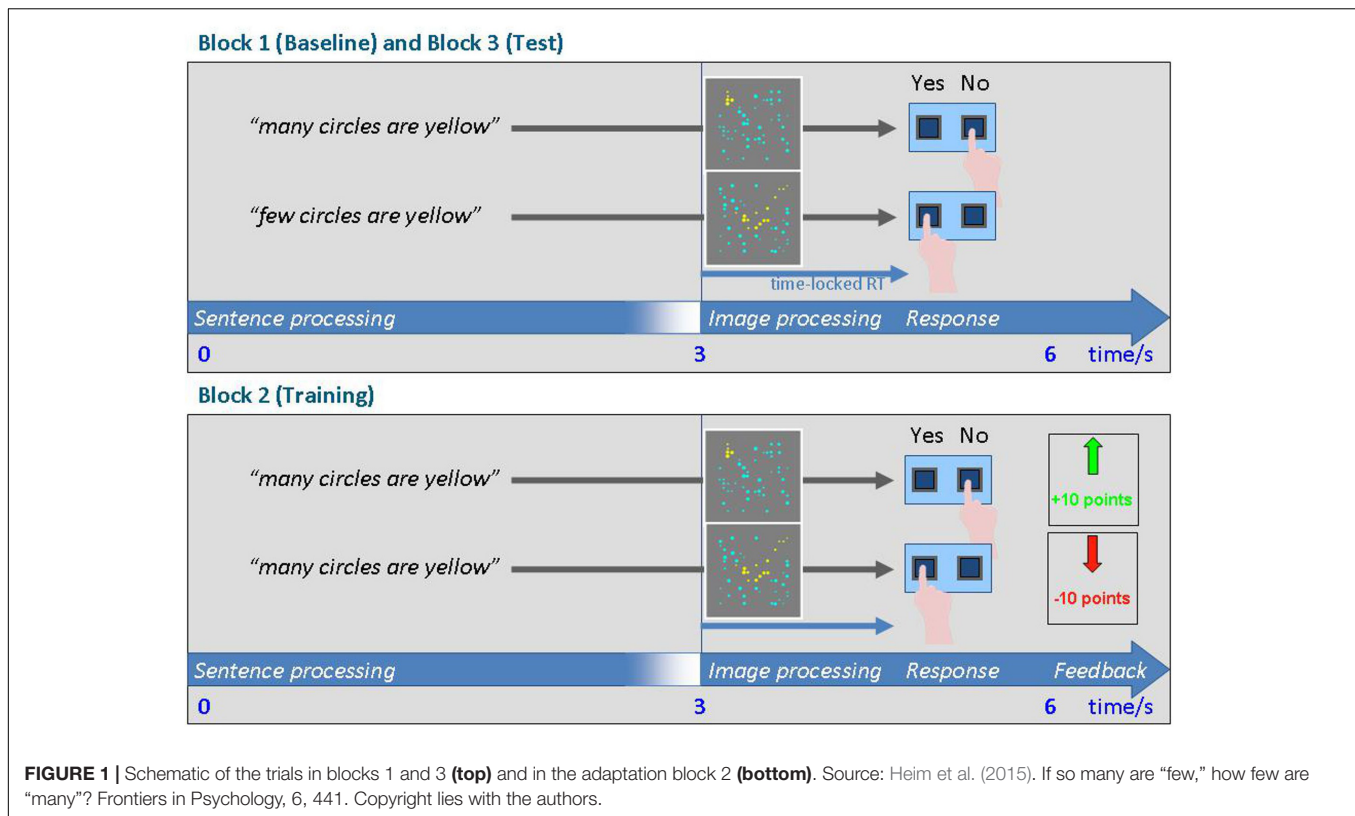 Block 1 (Baseline) and Block 3 (Test)
Yes No
"many circles are yellow"
"few circles are yellow"
time-locked RT
Sentence processing Image processing Response
0 3 6 time/s
Block 2 (Training)
Yes No
"many circles are yellow"
+10 points
"many circles are yellow"
-10 points
Sentence processing Image processing Response Feedback
0 3 6 time/s
FIGURE 1 | Schematic of the trials in blocks 1 and 3 (top) and in the adaptation block 2 (bottom). Source: Heim et al. (2015). If so many are “few,” how few are
“many”? Frontiers in Psychology, 6, 441. Copyright lies with the authors.